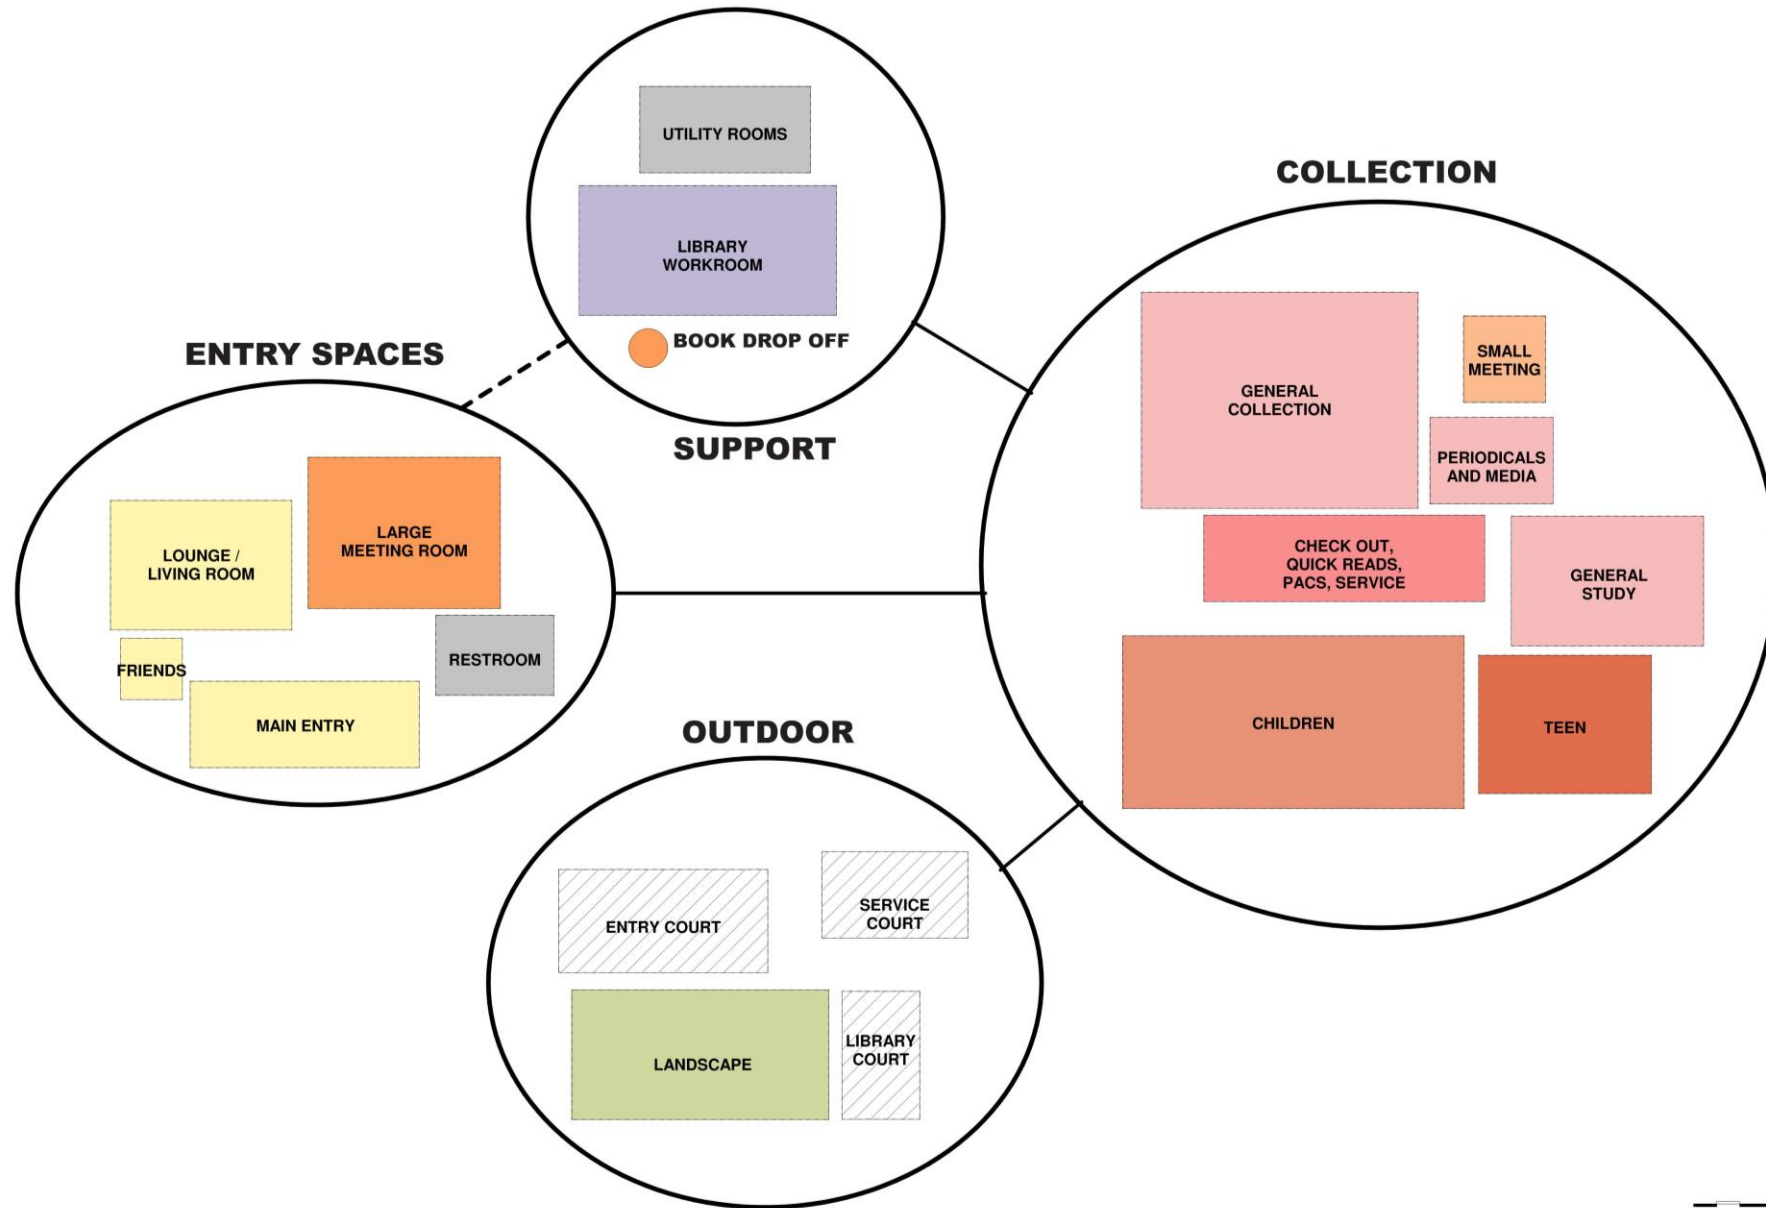 UTILITY ROOMS
LIBRARY
WORKROOM
BOOK DROP OFF
SUPPORT
ENTRY SPACES
LOUNGE /
LIVING ROOM
LARGE
MEETING ROOM
FRIENDS
RESTROOM
MAIN ENTRY
COLLECTION
GENERAL
COLLECTION
SMALL
MEETING
PERIODICALS
AND MEDIA
CHECK OUT,
QUICK READS,
PACS, SERVICE
GENERAL
STUDY
CHILDREN
TEEN
OUTDOOR
ENTRY COURT
SERVICE
COURT
LANDSCAPE
LIBRARY
COURT